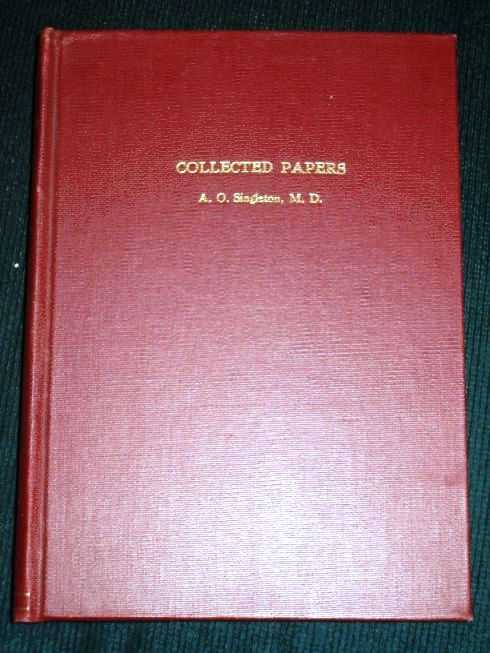 COLLECTED PAPERS
A. O. Singleton, M. D.